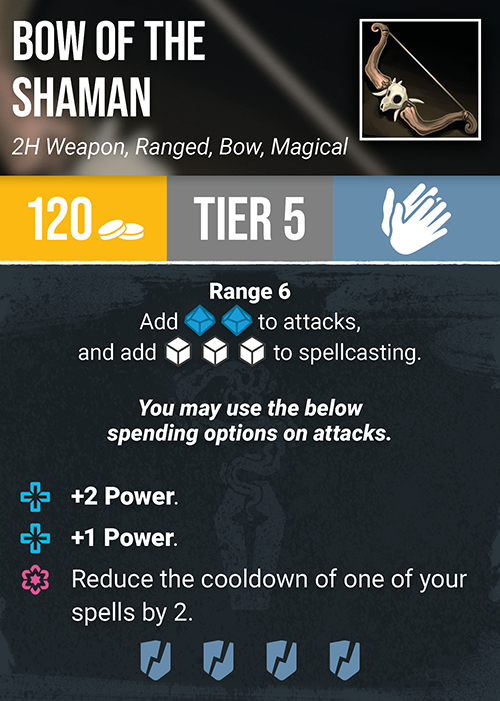 BOW OF THE
SHAMAN
2H Weapon, Ranged, Bow, Magical
120
TIER 5
Range 6
Add to attacks,
and add to spellcasting.
You may use the below
spending options on attacks.
+2 Power.
+1 Power.
Reduce the cooldown of one of your
spells by 2.